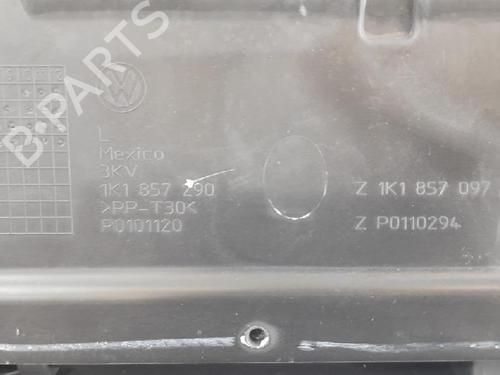 B-PARTS
L
Mexico
3KV
1K1 857 290
>PP-T30<
P0101120
Z 1K1 857 097
Z P0110294